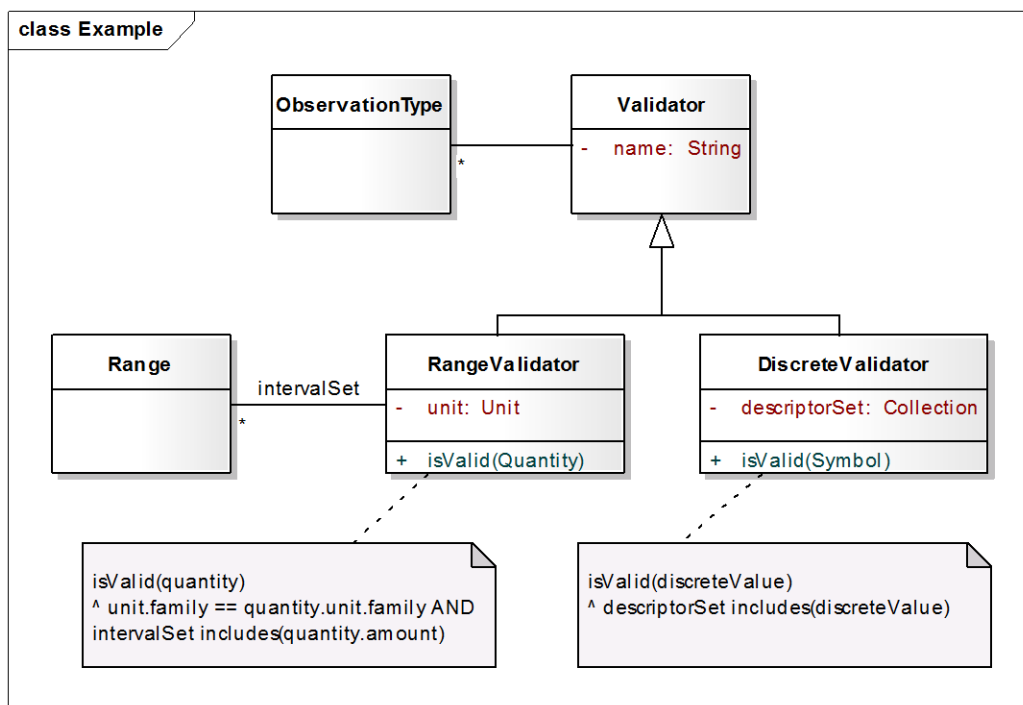 class Example
ObservationType
Validator
- name: String
*
Range
intervalSet
*
RangeValidator
- unit: Unit
+ isValid(Quantity)
DiscreteValidator
- descriptorSet: Collection
+ isValid(Symbol)
isValid(quantity)
^ unit.family == quantity.unit.family AND
intervalSet includes(quantity.amount)
isValid(discreteValue)
^ descriptorSet includes(discreteValue)